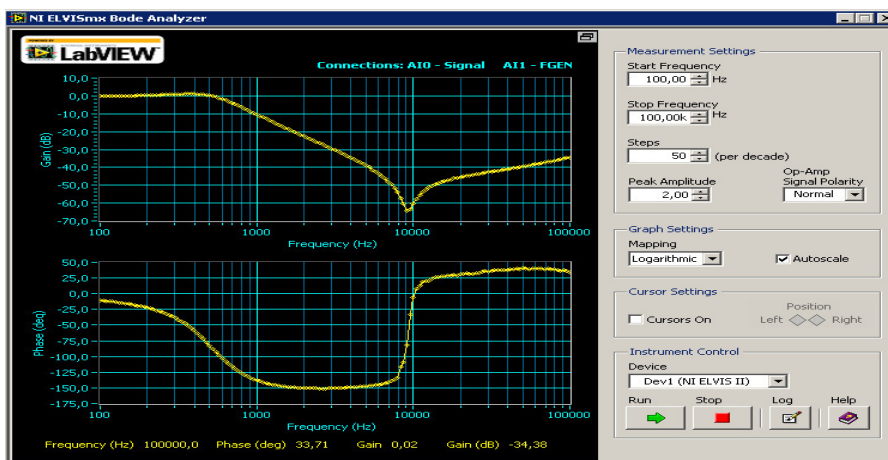 NI ELVISmx Bode Analyzer
POWERED BY
LabVIEW
Connections: AI0 - Signal AI1 - FGEN
10,0
0,0
-10,0
-20,0
-30,0
-40,0
-50,0
-60,0
-70,0
Gain (dB)
100 1000 10000 100000
Frequency (Hz)
50,0
25,0
0,0
-25,0
-50,0
-75,0
-100,0
-125,0
-150,0
-175,0
Phase (deg)
100 1000 10000 100000
Frequency (Hz)
Frequency (Hz) 100000,0 Phase (deg) 33,71 Gain 0,02 Gain (dB) -34,38
Measurement Settings
Start Frequency
100,00 Hz
Stop Frequency
100,00k Hz
Steps
50 (per decade)
Peak Amplitude
2,00
Op-Amp
Signal Polarity
Normal
Graph Settings
Mapping
Logarithmic
Autoscale
Cursor Settings
Cursors On
Position
Left Right
Instrument Control
Device
Dev1 (NI ELVIS II)
Run Stop Log Help